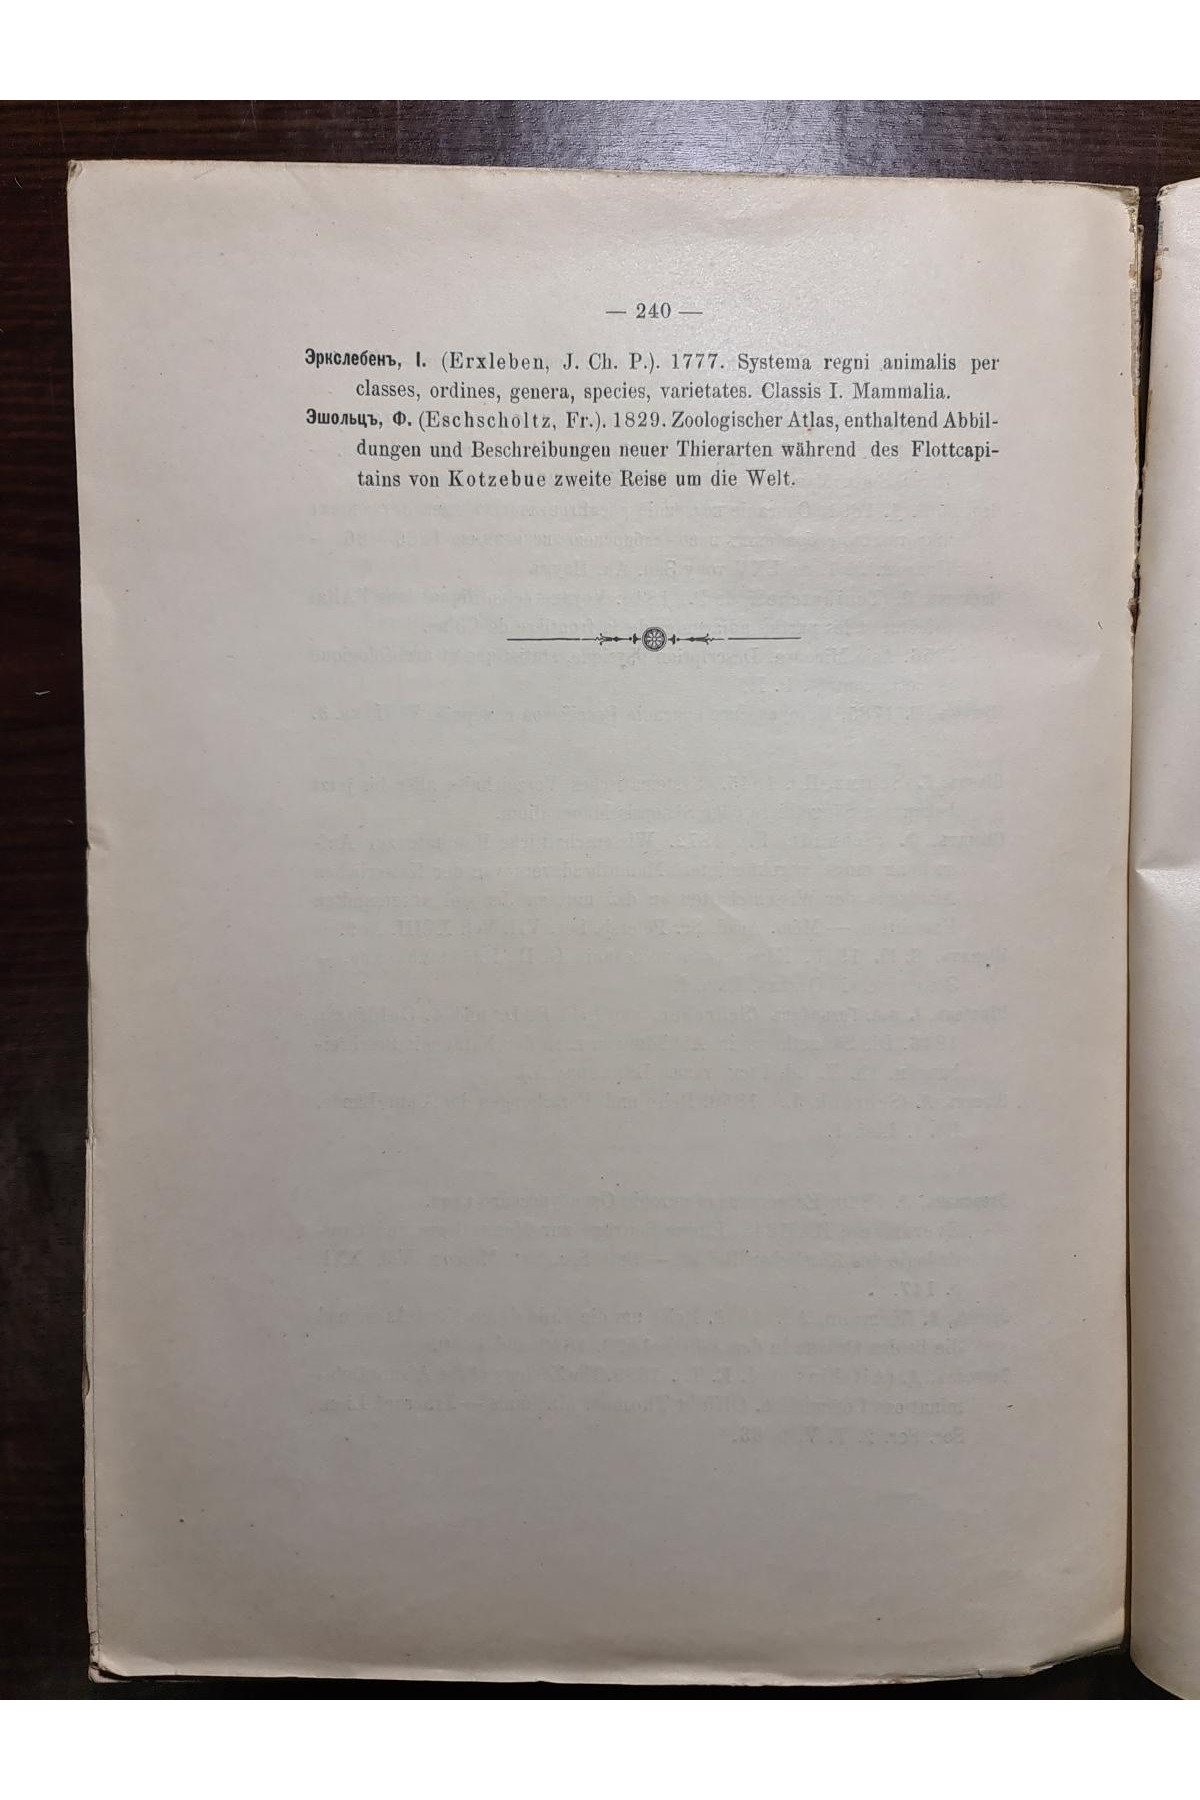 — 240 —
Эркслебенъ, I. (Erxleben, J. Ch. P.). 1777. Systema regni animalis per
classes, ordines, genera, species, varietates. Classis I. Mammalia.
Эшольцъ, Ф. (Eschscholtz, Fr.). 1829. Zoologischer Atlas, enthaltend Abbil-
dungen und Beschreibungen neuer Thierarten während des Flottcapi-
tains von Kotzebue zweite Reise um die Welt.